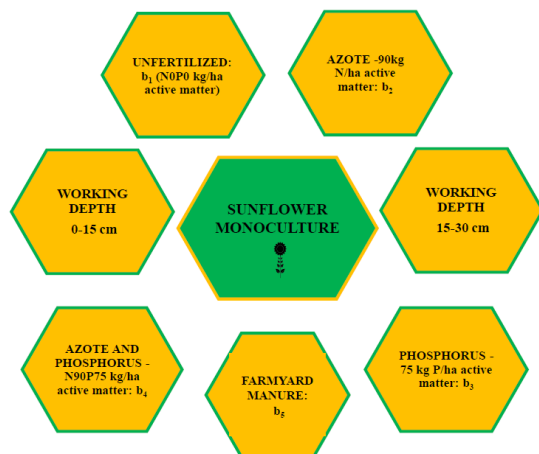 UNFERTILIZED:
b₁ (N0P0 kg/ha
active matter)
AZOTE -90kg
N/ha active
matter: b₂
WORKING
DEPTH
0-15 cm
SUNFLOWER
MONOCULTURE
WORKING
DEPTH
15-30 cm
AZOTE AND
PHOSPHORUS -
N90P75 kg/ha
active matter: b₄
FARMYARD
MANURE:
b₅
PHOSPHORUS -
75 kg P/ha active
matter: b₃